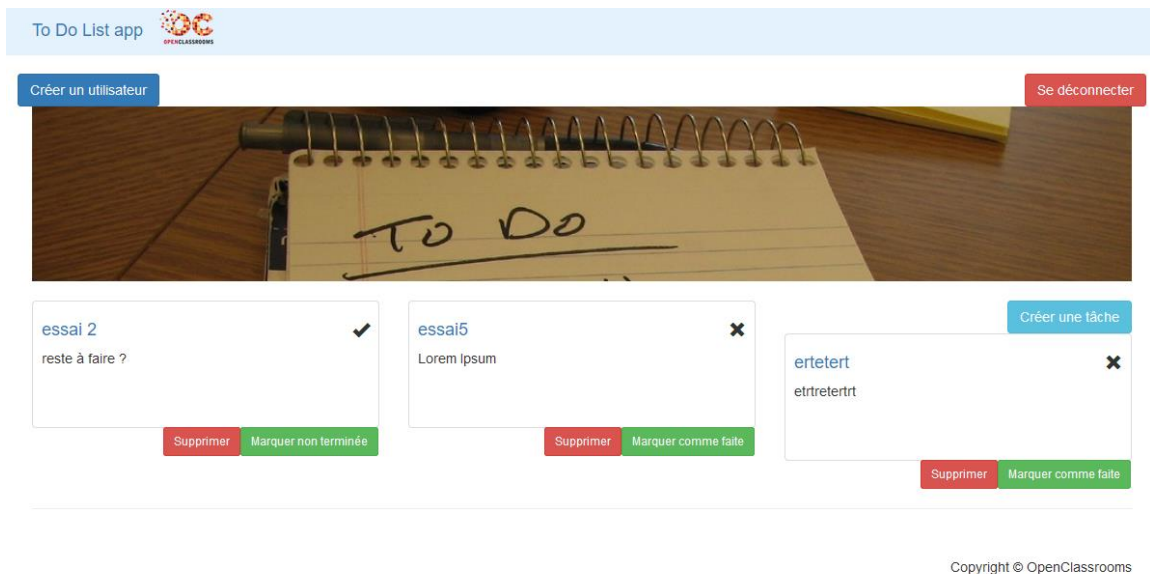 To Do List app
OC
OPENCLASSROOMS
Créer un utilisateur
Se déconnecter
To Do
Créer une tâche
essai 2
reste à faire ?
Supprimer
Marquer non terminée
essai5
Lorem Ipsum
Supprimer
Marquer comme faite
ertetert
etrtretertrt
Supprimer
Marquer comme faite
Copyright © OpenClassrooms